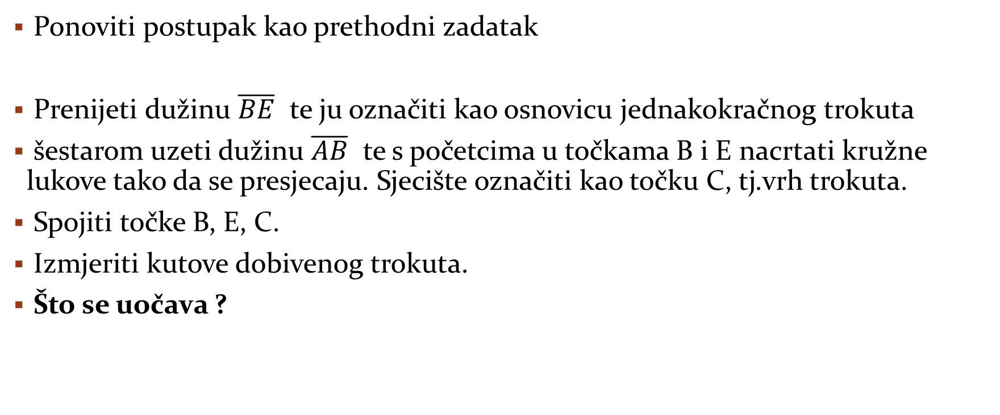 ▪ Ponoviti postupak kao prethodni zadatak
▪ Prenijeti dužinu $\overline{BE}$ te ju označiti kao osnovicu jednakokračnog trokuta
▪ šestarom uzeti dužinu $\overline{AB}$ te s početcima u točkama B i E nacrtati kružne
lukove tako da se presjecaju. Sjecište označiti kao točku C, tj.vrh trokuta.
▪ Spojiti točke B, E, C.
▪ Izmjeriti kutove dobivenog trokuta.
▪ Što se uočava ?